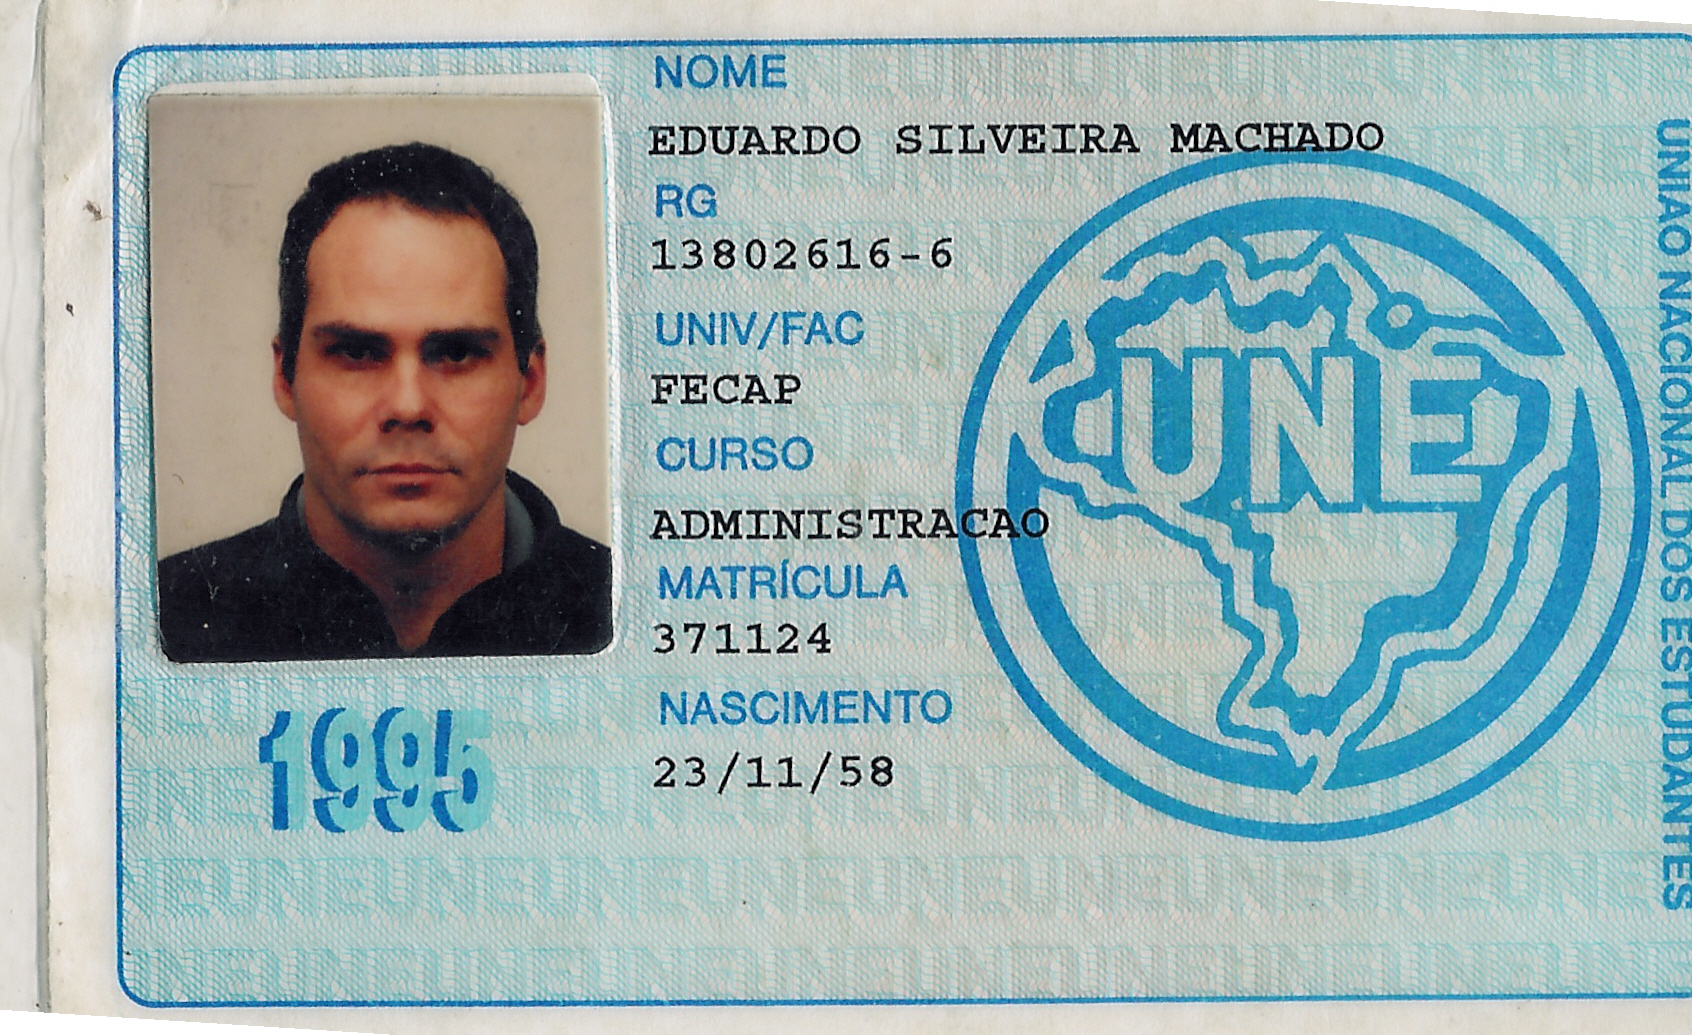 NOME
EDUARDO SILVEIRA MACHADO
RG
13802616-6
UNIV/FAC
FECAP
CURSO
ADMINISTRACAO
MATRÍCULA
371124
NASCIMENTO
23/11/58
1995
UNE
UNIÃO NACIONAL DOS ESTUDANTES